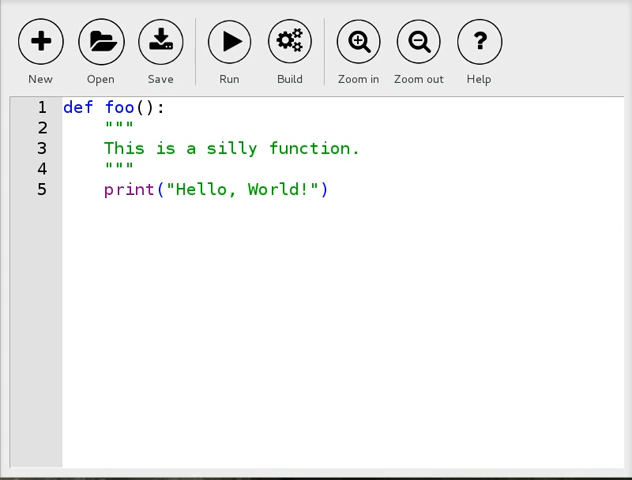 New Open Save Run Build Zoom in Zoom out Help
?
1 def foo():
2     """
3     This is a silly function.
4     """
5     print("Hello, World!")